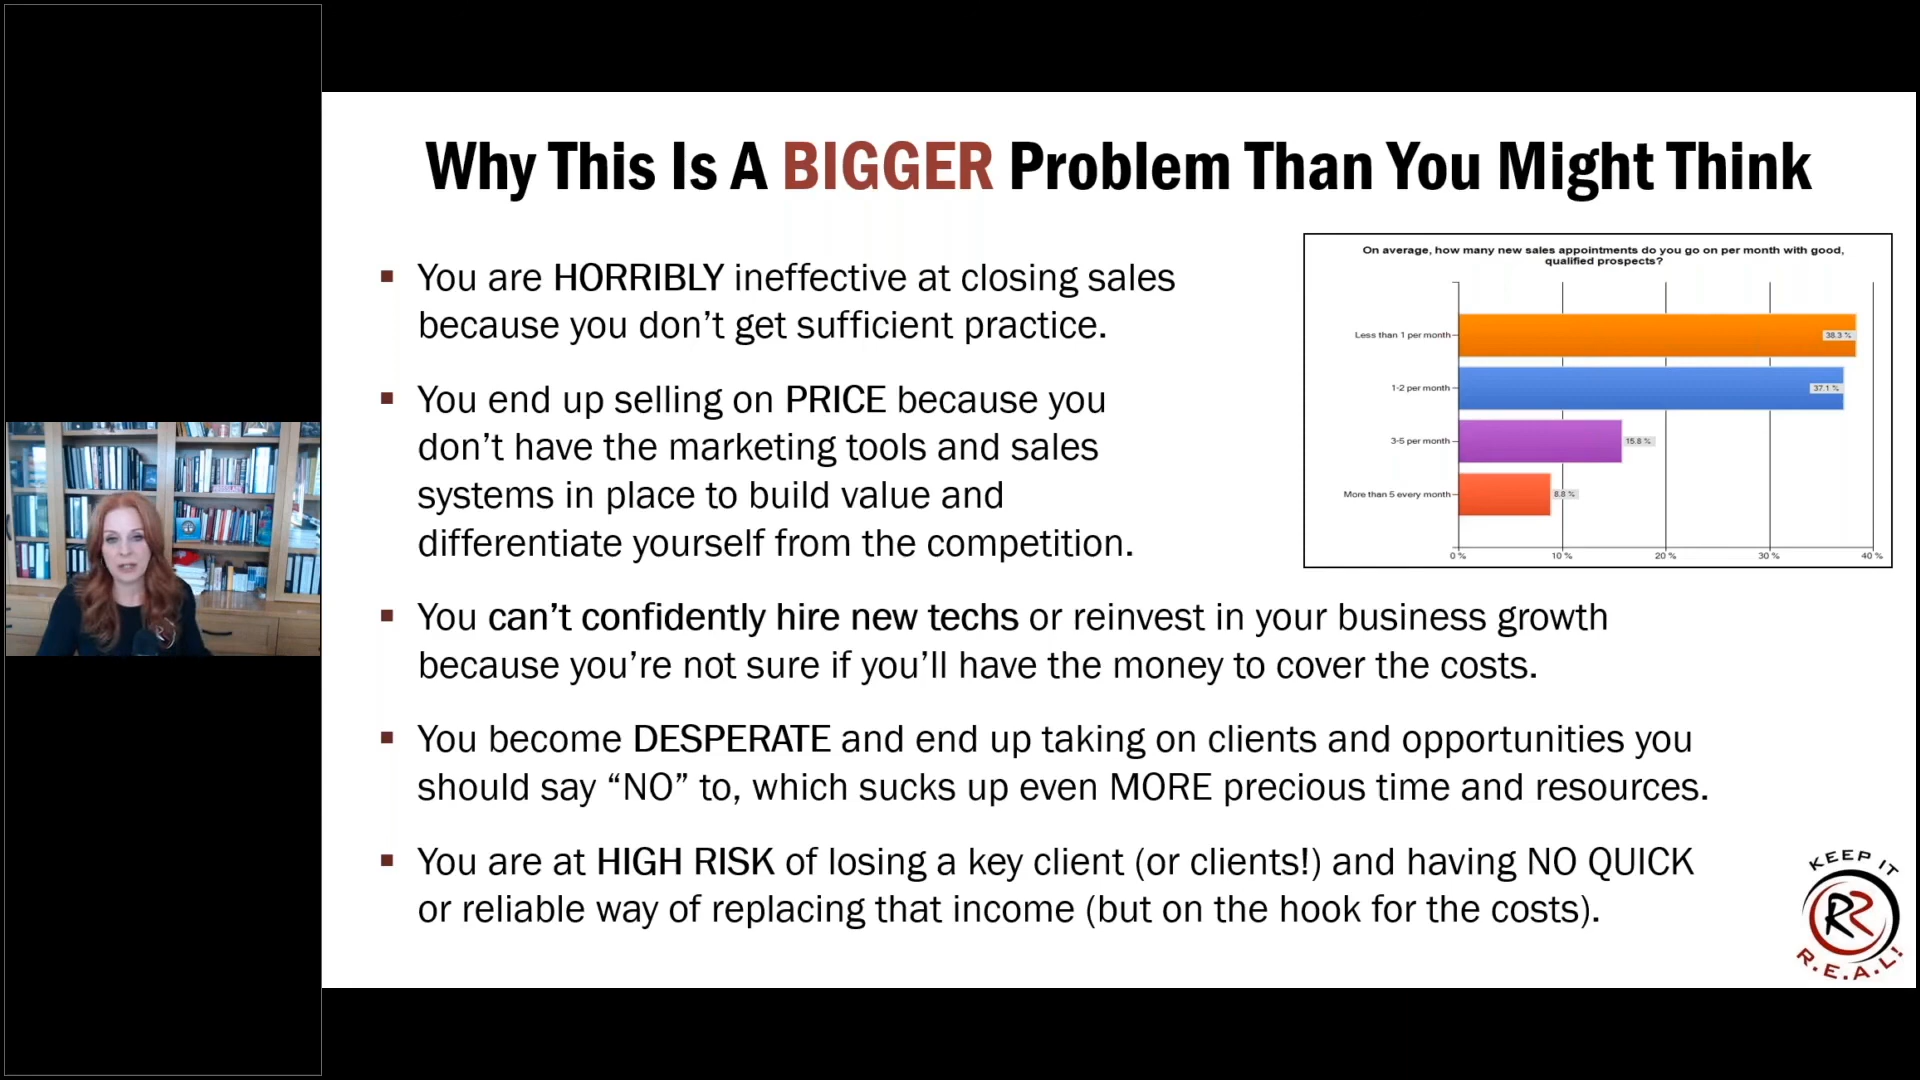 Why This Is A BIGGER Problem Than You Might Think
▪ You are HORRIBLY ineffective at closing sales
because you don’t get sufficient practice.
▪ You end up selling on PRICE because you
don’t have the marketing tools and sales
systems in place to build value and
differentiate yourself from the competition.
On average, how many new sales appointments do you go on per month with good,
qualified prospects?
Less than 1 per month
38.3 %
1-2 per month
37.1 %
3-5 per month
15.8 %
More than 5 every month
8.8 %
0 % 10 % 20 % 30 % 40 %
▪ You can’t confidently hire new techs or reinvest in your business growth
because you’re not sure if you’ll have the money to cover the costs.
▪ You become DESPERATE and end up taking on clients and opportunities you
should say “NO” to, which sucks up even MORE precious time and resources.
▪ You are at HIGH RISK of losing a key client (or clients!) and having NO QUICK
or reliable way of replacing that income (but on the hook for the costs).
KEEP IT
RR
R.E.A.L!